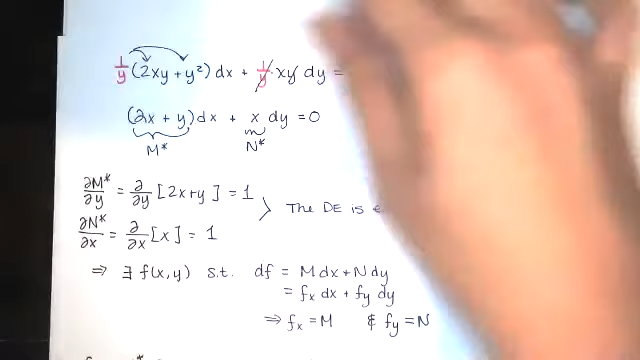 1/y (2xy + y²) dx + 1/y · xy dy =
(2x + y) dx + x dy = 0
M* N*
∂M*/∂y = ∂/∂y [2x+y] = 1
The DE is
∂N*/∂x = ∂/∂x [x] = 1
⇒ ∃ f(x,y) s.t. df = M dx + N dy
= fx dx + fy dy
⇒ fx = M & fy = N